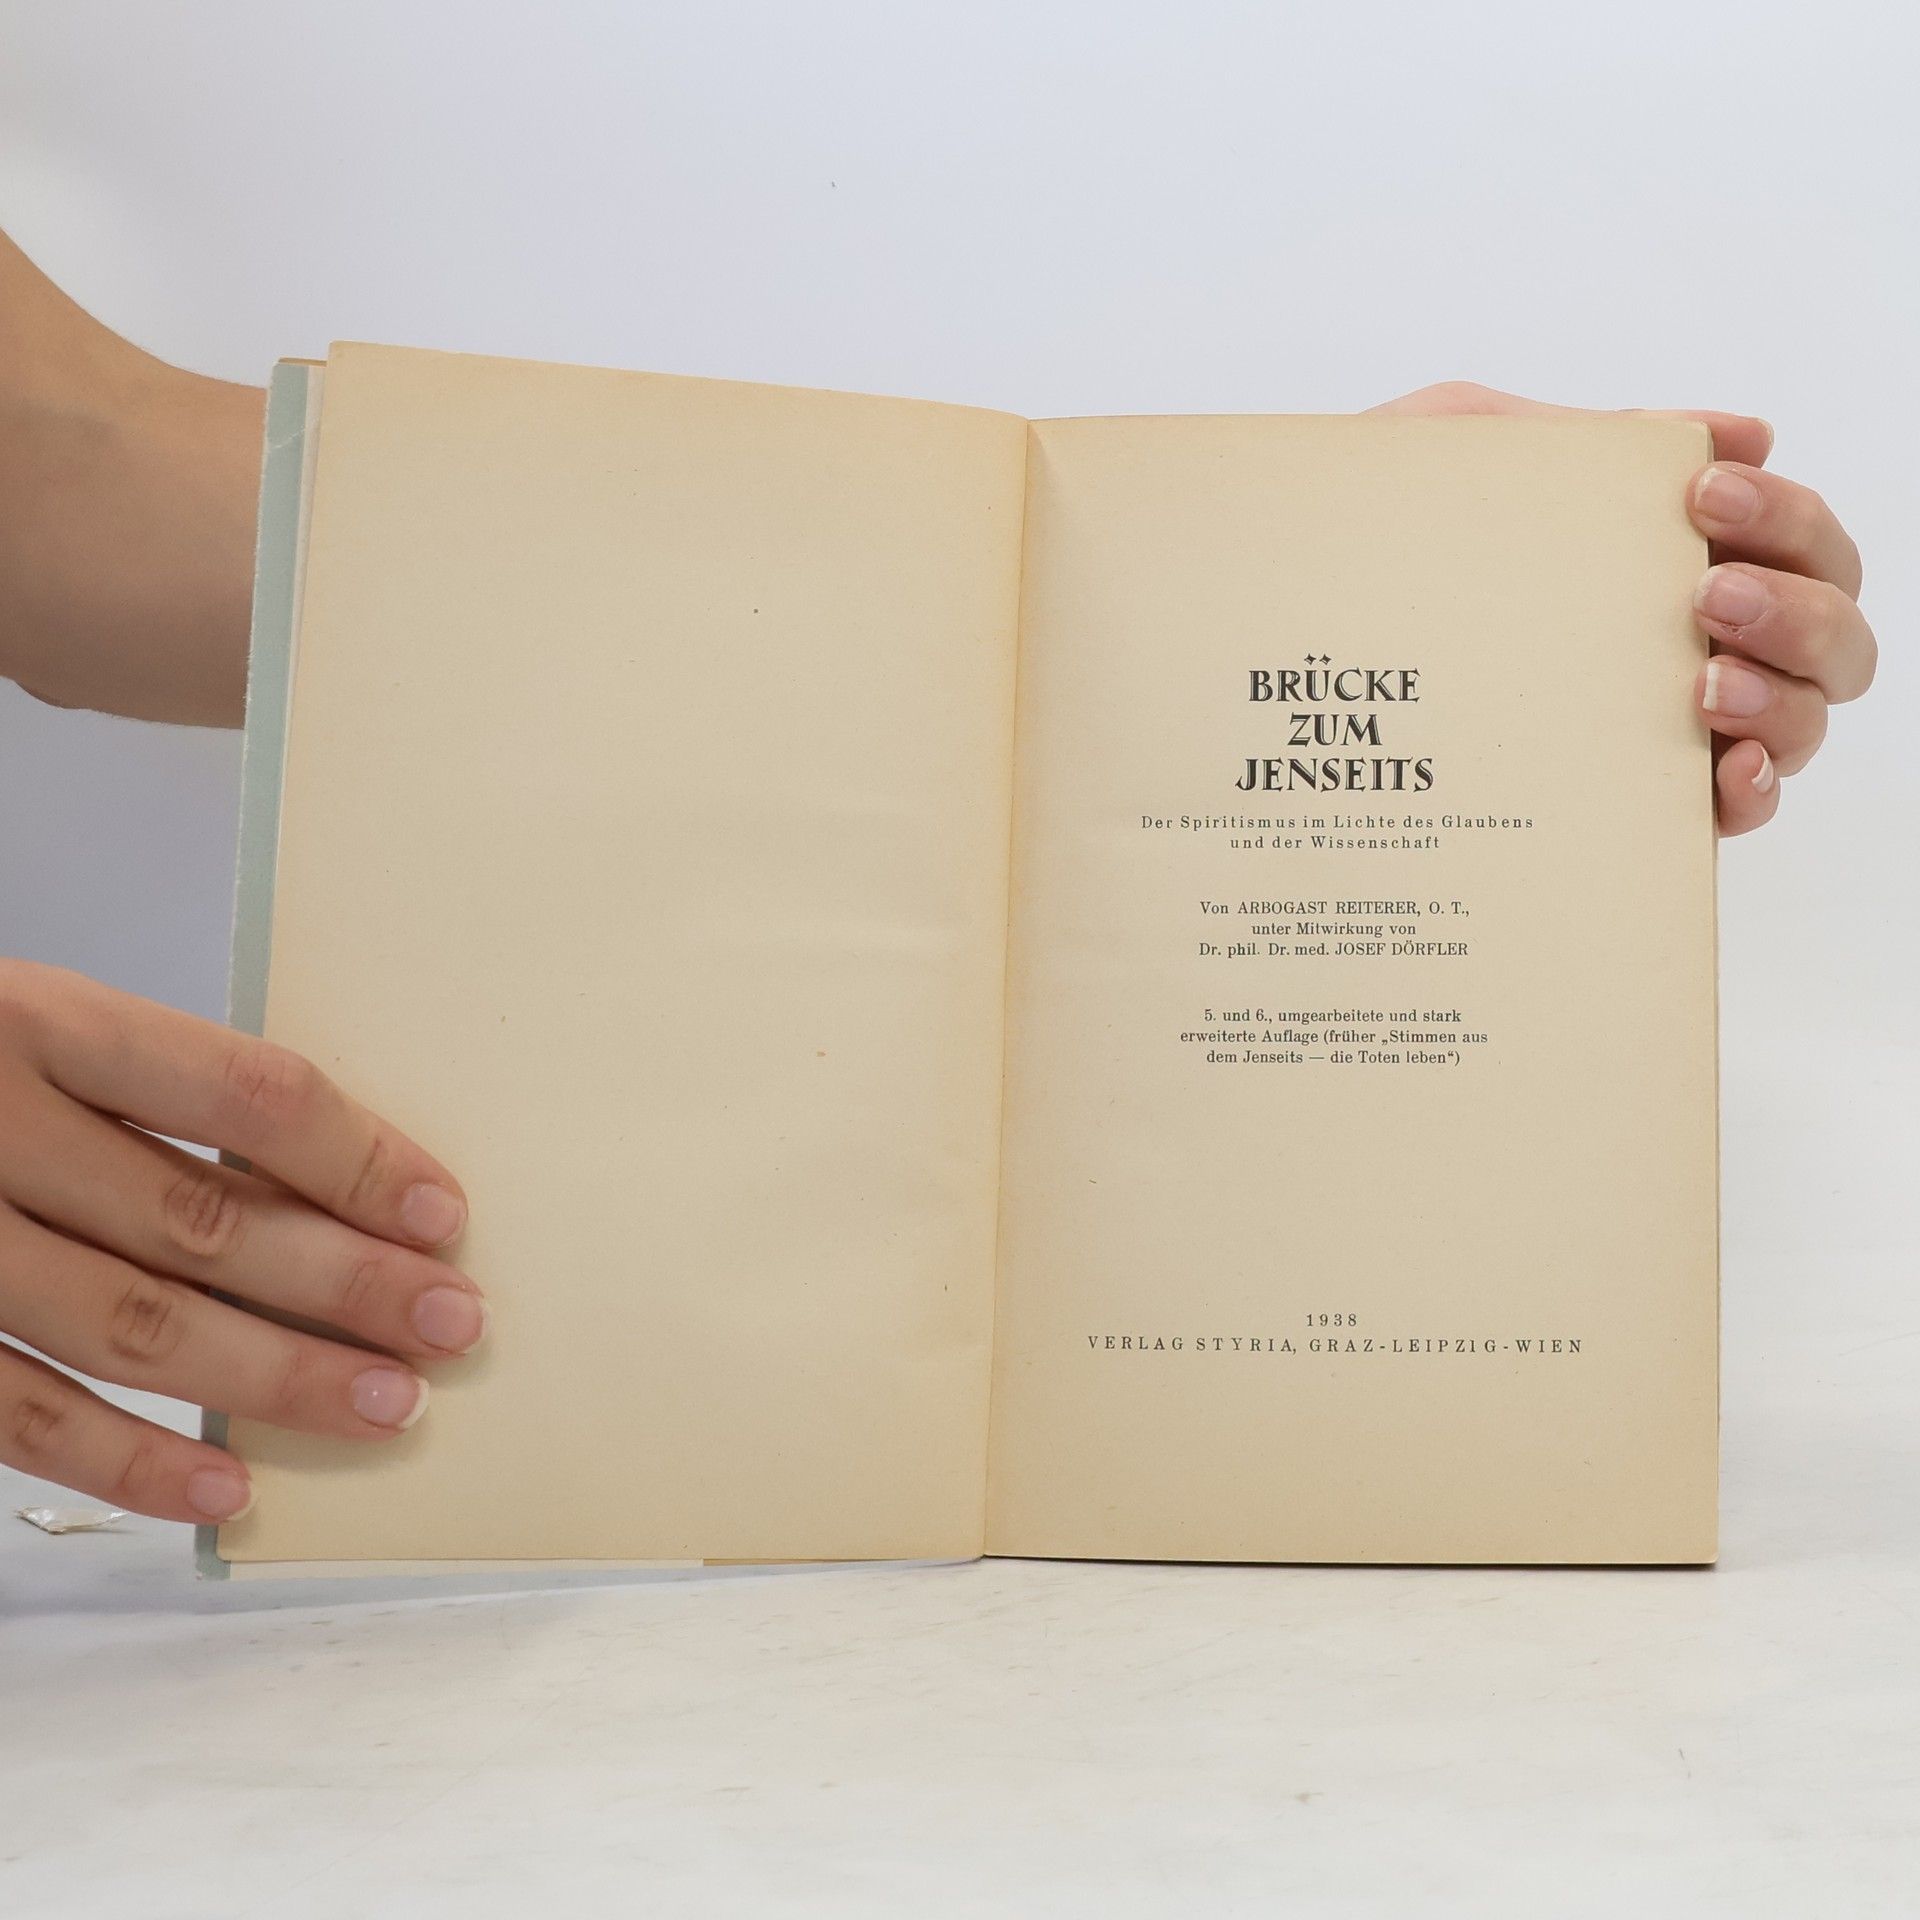 BRÜCKE
ZUM
JENSEITS
Der Spiritismus im Lichte des Glaubens
und der Wissenschaft
Von ARBOGAST REITERER, O. T.,
unter Mitwirkung von
Dr. phil. Dr. med. JOSEF DÖRFLER
5. und 6., umgearbeitete und stark
erweiterte Auflage (früher „Stimmen aus
dem Jenseits — die Toten leben“)
1938
VERLAG STYRIA, GRAZ-LEIPZIG-WIEN